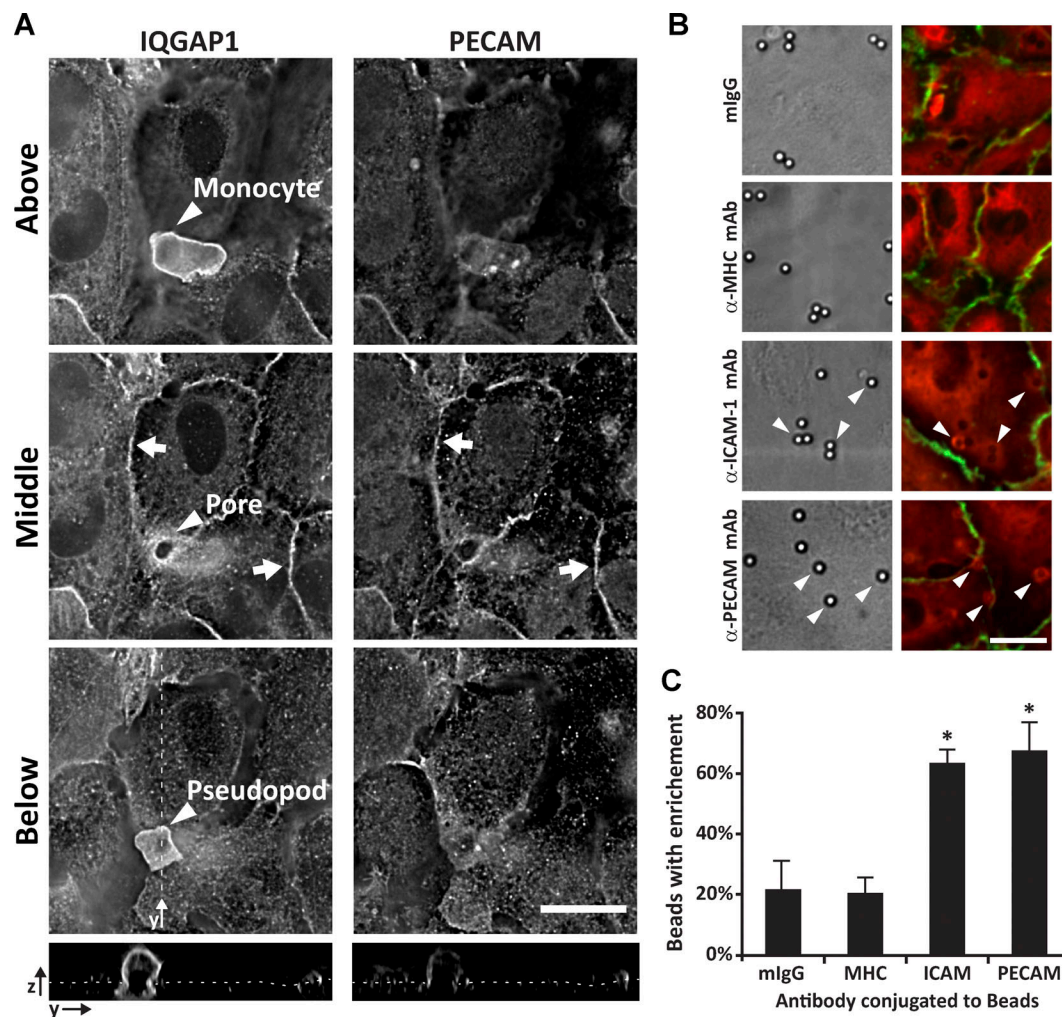 A
IQGAP1
PECAM
Above
Monocyte
Middle
Pore
Below
Pseudopod
y
z
y
B
mIgG
α-MHC mAb
α-ICAM-1 mAb
α-PECAM mAb
C
Beads with enrichement
80%
60%
40%
20%
0%
*
*
mIgG
MHC
ICAM
PECAM
Antibody conjugated to Beads